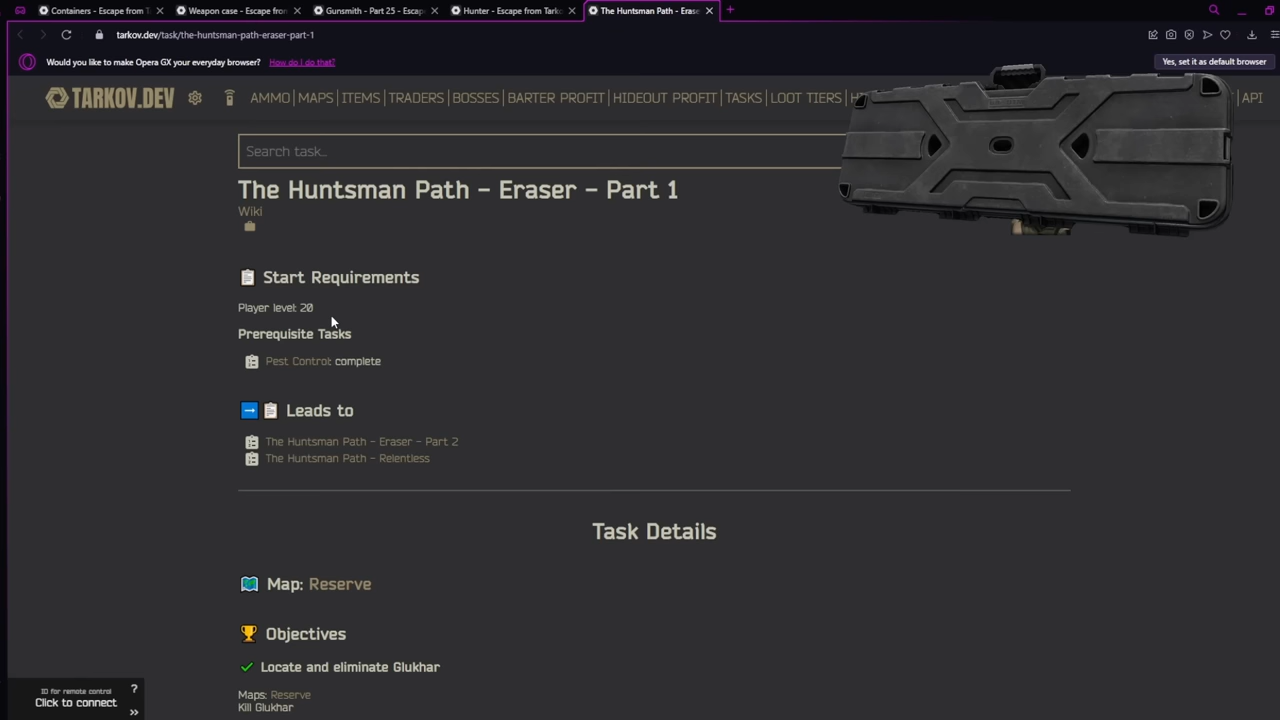 Containers - Escape from T
Weapon case - Escape fron
Gunsmith - Part 25 - Escap
Hunter - Escape from Tark
The Huntsman Path - Erase
tarkov.dev/task/the-huntsman-path-eraser-part-1
Would you like to make Opera GX your everyday browser? How do I do that? Yes, set it as default browser
TARKOV.DEV AMMO | MAPS | ITEMS | TRADERS | BOSSES | BARTER PROFIT | HIDEOUT PROFIT | TASKS | LOOT TIERS | H API
Search task...
The Huntsman Path - Eraser - Part 1
Wiki
Start Requirements
Player level: 20
Prerequisite Tasks
Pest Control: complete
Leads to
The Huntsman Path - Eraser - Part 2
The Huntsman Path - Relentless
Task Details
Map: Reserve
Objectives
Locate and eliminate Glukhar
Maps: Reserve
Kill Glukhar
ID for remote control ?
Click to connect